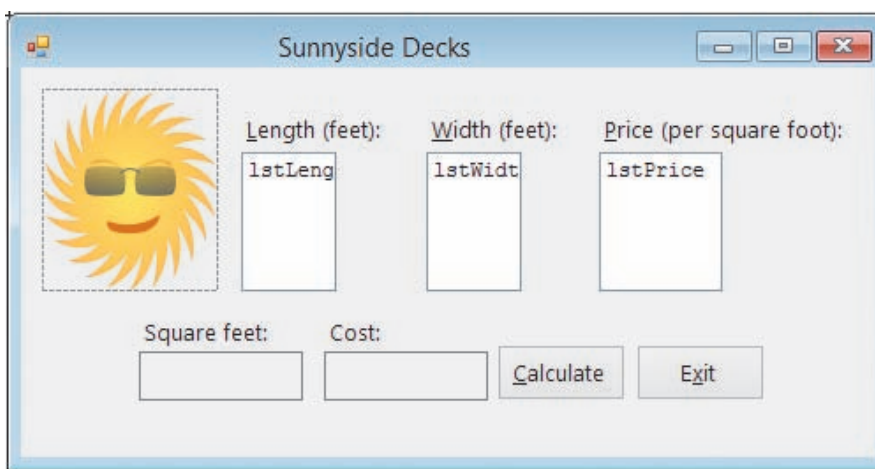 Sunnyside Decks
Length (feet): Width (feet): Price (per square foot):
lstLeng lstWidt lstPrice
Square feet: Cost:
Calculate Exit